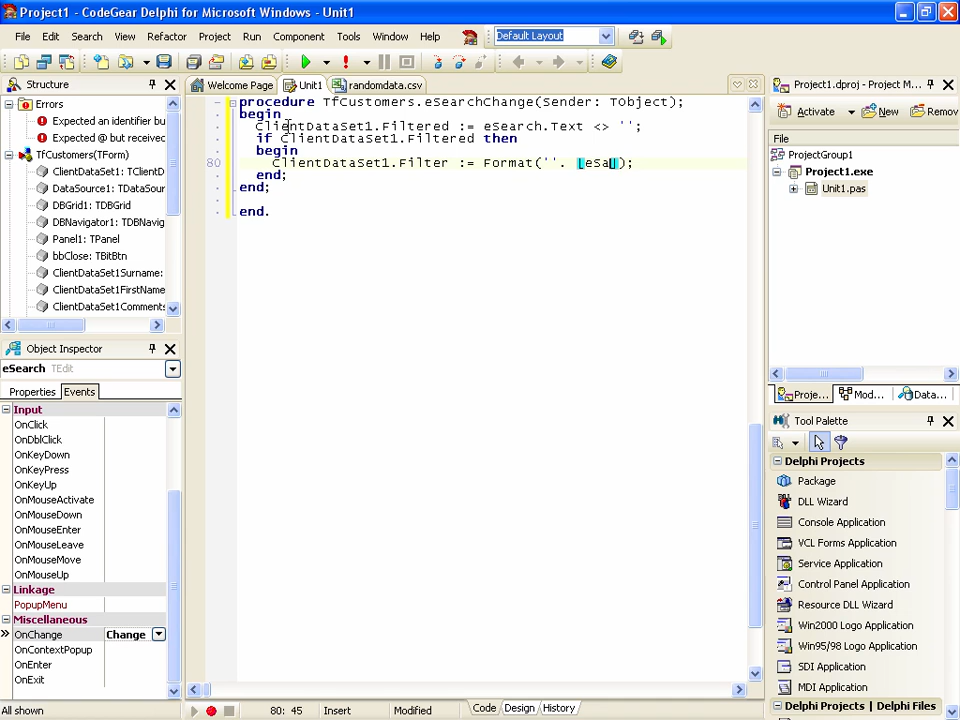 Project1 - CodeGear Delphi for Microsoft Windows - Unit1
File Edit Search View Refactor Project Run Component Tools Window Help
Default Layout
Structure
Errors
Expected an identifier bu
Expected @ but receivec
TfCustomers(TForm)
ClientDataSet1: TClientD
DataSource1: TDataSour
DBGrid1: TDBGrid
DBNavigator1: TDBNavig
Panel1: TPanel
bbClose: TBitBtn
ClientDataSet1Surname:
ClientDataSet1FirstName
ClientDataSet1Comments
Object Inspector
eSearch TEdit
Properties Events
Input
OnClick
OnDblClick
OnKeyDown
OnKeyPress
OnKeyUp
OnMouseActivate
OnMouseDown
OnMouseEnter
OnMouseLeave
OnMouseMove
OnMouseUp
Linkage
PopupMenu
Miscellaneous
OnChange Change
OnContextPopup
OnEnter
OnExit
All shown
Welcome Page Unit1 randomdata.csv
procedure TfCustomers.eSearchChange(Sender: TObject);
begin
ClientDataSet1.Filtered := eSearch.Text <> '';
if ClientDataSet1.Filtered then
begin
80 ClientDataSet1.Filter := Format(''. [eSa]);
end;
end;
end.
80: 45 Insert Modified Code Design History
Project1.dproj - Project M...
Activate New Remov
File
ProjectGroup1
Project1.exe
Unit1.pas
Proje... Mod... Data...
Tool Palette
Delphi Projects
Package
DLL Wizard
Console Application
VCL Forms Application
Service Application
Control Panel Application
Resource DLL Wizard
Win2000 Logo Application
Win95/98 Logo Application
SDI Application
MDI Application
Delphi Projects | Delphi Files